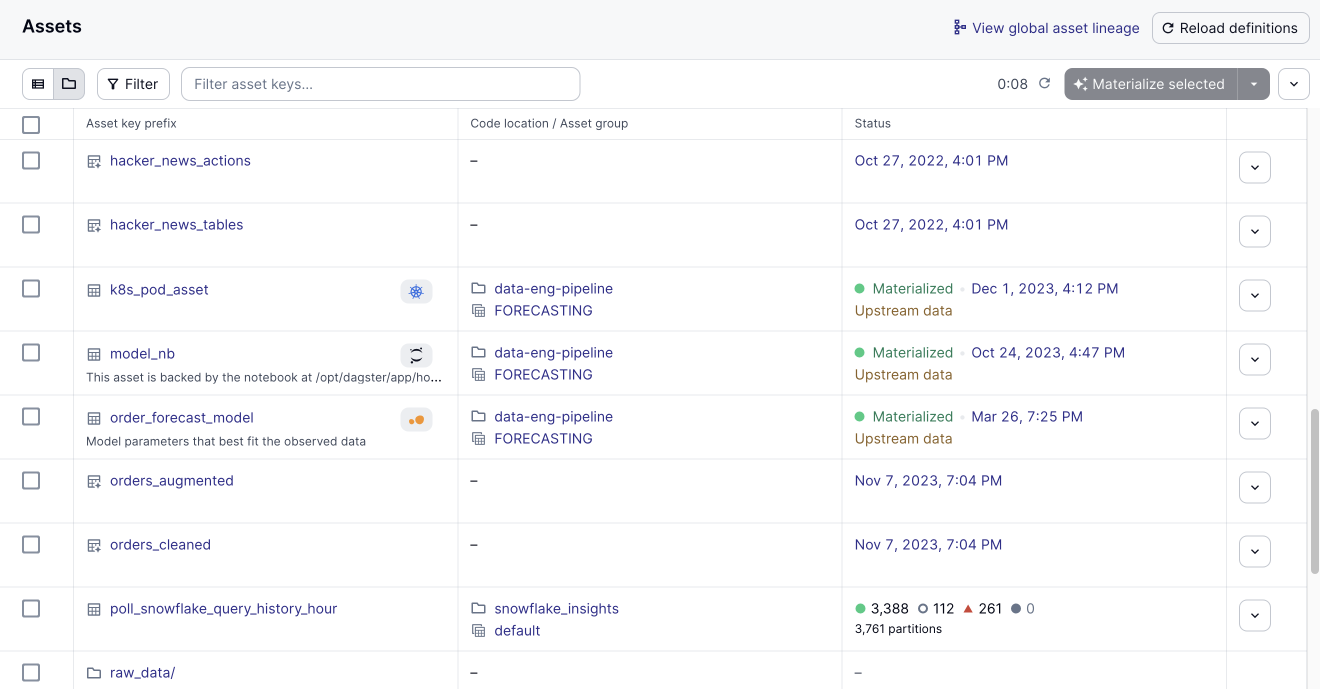 Assets
View global asset lineage
Reload definitions
Filter
Filter asset keys...
0:08
Materialize selected
Asset key prefix
Code location / Asset group
Status
hacker_news_actions
–
Oct 27, 2022, 4:01 PM
hacker_news_tables
–
Oct 27, 2022, 4:01 PM
k8s_pod_asset
data-eng-pipeline
FORECASTING
Materialized
Dec 1, 2023, 4:12 PM
Upstream data
model_nb
This asset is backed by the notebook at /opt/dagster/app/ho...
data-eng-pipeline
FORECASTING
Materialized
Oct 24, 2023, 4:47 PM
Upstream data
order_forecast_model
Model parameters that best fit the observed data
data-eng-pipeline
FORECASTING
Materialized
Mar 26, 7:25 PM
Upstream data
orders_augmented
–
Nov 7, 2023, 7:04 PM
orders_cleaned
–
Nov 7, 2023, 7:04 PM
poll_snowflake_query_history_hour
snowflake_insights
default
3,388 112 261 0
3,761 partitions
raw_data/
–
–